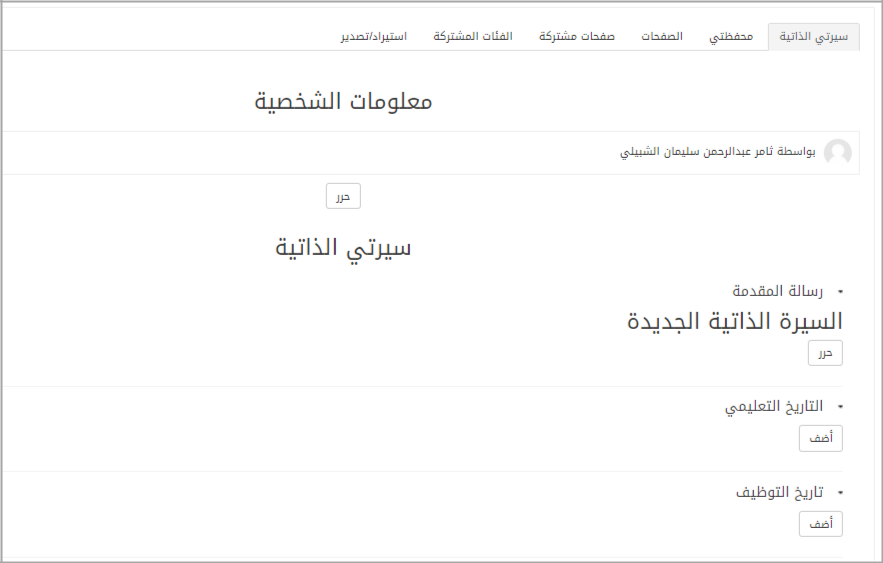 سيرتي الذاتية محفظتي الصفحات صفحات مشتركة الفئات المشتركة استيراد/تصدير
معلومات الشخصية
بواسطة ثامر عبدالرحمن سليمان الشبيلي
حرر
سيرتي الذاتية
رسالة المقدمة
السيرة الذاتية الجديدة
حرر
التاريخ التعليمي
أضف
تاريخ التوظيف
أضف